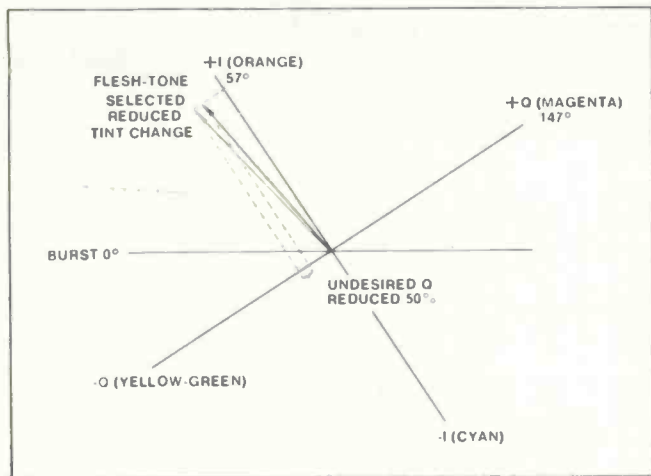 +I (ORANGE)
57°
FLESH-TONE
SELECTED
REDUCED
TINT CHANGE
+Q (MAGENTA)
147°
BURST 0°
UNDESIRED Q
REDUCED 50%
-Q (YELLOW-GREEN)
-I (CYAN)